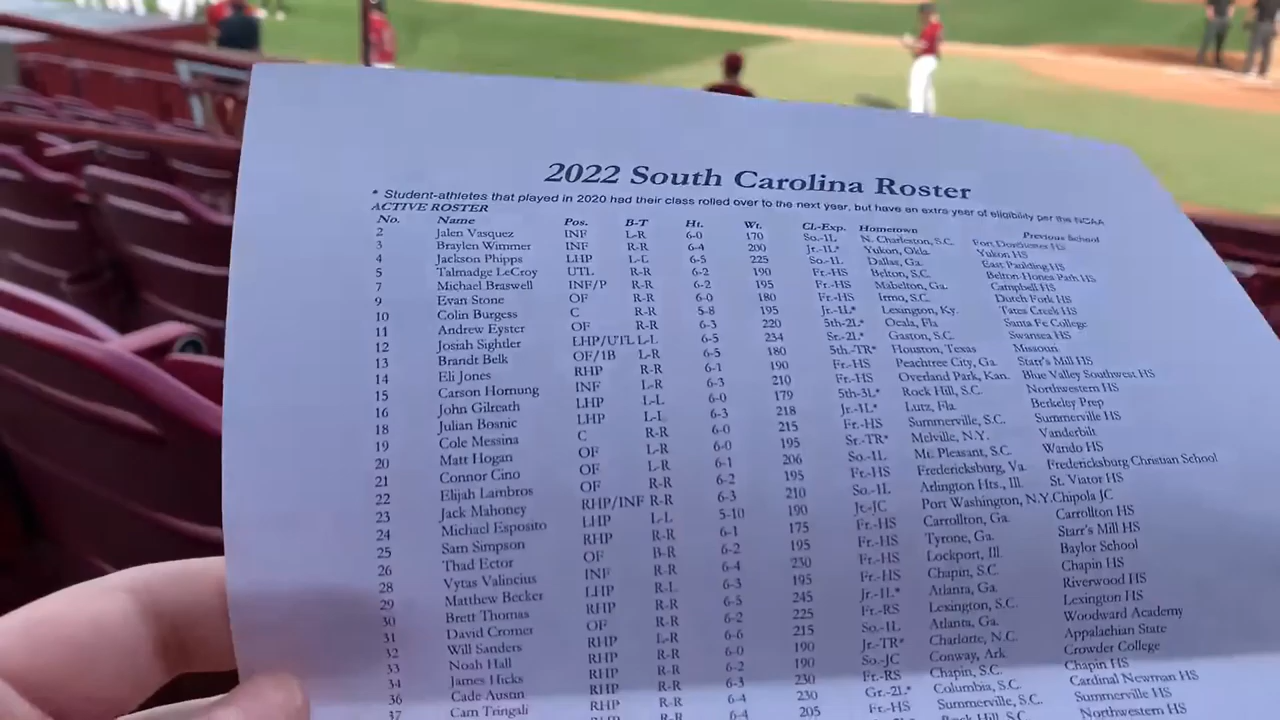 2022 South Carolina Roster
* Student-athletes that played in 2020 had their class rolled over to the next year, but have an extra year of eligibility per the NCAA
ACTIVE ROSTER
No. Name Pos. B-T Ht. Wt. Cl.-Exp. Hometown Previous School
2 Jalen Vasquez INF L-R 6-0 170 So.-1L N. Charleston, S.C. Fort Dorchester HS
3 Braylen Wimmer INF R-R 6-4 200 Jr.-1L* Yukon, Okla. Yukon HS
4 Jackson Phipps LHP L-L 6-5 225 So.-1L Dallas, Ga. East Paulding HS
5 Talmadge LeCroy UTL R-R 6-2 190 Fr.-HS Belton, S.C. Belton-Honea Path HS
7 Michael Braswell INF/P R-R 6-2 195 Fr.-HS Mabelton, Ga. Campbell HS
9 Evan Stone OF R-R 6-0 180 Fr.-HS Irmo, S.C. Dutch Fork HS
10 Colin Burgess C R-R 5-8 195 Jr.-1L* Lexington, Ky. Tates Creek HS
11 Andrew Eyster OF R-R 6-3 220 5th-2L* Ocala, Fla Santa Fe College
12 Josiah Sightler LHP/UTL L-L 6-5 234 Sr.-2L* Gaston, S.C. Swansea HS
13 Brandt Belk OF/1B L-R 6-5 180 5th.-TR* Houston, Texas Missouri
14 Eli Jones RHP R-R 6-1 190 Fr.-HS Peachtree City, Ga. Starr's Mill HS
15 Carson Hornung INF L-R 6-3 210 Fr.-HS Overland Park, Kan. Blue Valley Southwest HS
16 John Gilreath LHP L-L 6-0 179 5th-3L* Rock Hill, S.C. Northwestern HS
18 Julian Bosnic LHP L-L 6-3 218 Jr.-1L* Lutz, Fla Berkeley Prep
19 Cole Messina C R-R 6-0 215 Fr.-HS Summerville, S.C. Summerville HS
20 Matt Hogan OF L-R 6-0 195 Sr.-TR* Melville, N.Y. Vanderbilt
21 Connor Cino OF L-R 6-1 206 So.-1L Mt. Pleasant, S.C. Wando HS
22 Elijah Lambros OF R-R 6-2 195 Fr.-HS Fredericksburg, Va. Fredericksburg Christian School
23 Jack Mahoney RHP/INF R-R 6-3 210 So.-1L Arlington Hts., Ill. St. Viator HS
24 Michael Esposito LHP L-L 5-10 190 Jr.-JC Port Washington, N.Y. Chipola JC
25 Sam Simpson RHP R-R 6-1 175 Fr.-HS Carrollton, Ga. Carrollton HS
26 Thad Ector OF B-R 6-2 195 Fr.-HS Tyrone, Ga. Starr's Mill HS
28 Vytas Valincius INF R-R 6-4 230 Fr.-HS Lockport, Ill. Baylor School
29 Matthew Becker LHP R-L 6-3 195 Fr.-HS Chapin, S.C. Chapin HS
30 Brett Thomas RHP R-R 6-5 245 Jr.-1L* Atlanta, Ga. Riverwood HS
31 David Cromer OF R-R 6-2 225 Fr.-RS Lexington, S.C. Lexington HS
32 Will Sanders RHP L-R 6-6 215 So.-1L Atlanta, Ga. Woodward Academy
33 Noah Hall RHP R-R 6-0 190 Jr.-TR* Charlotte, N.C. Appalachian State
34 James Hicks RHP R-R 6-2 190 So.-JC Conway, Ark. Crowder College
36 Cade Austin RHP R-R 6-3 230 Fr.-RS Chapin, S.C. Chapin HS
37 Cam Tringali RHP R-R 6-4 230 Gr.-2L* Columbia, S.C. Cardinal Newman HS
RHP R-R 6-4 205 Fr.-HS Summerville, S.C. Summerville HS
Rock Hill, S.C. Northwestern HS